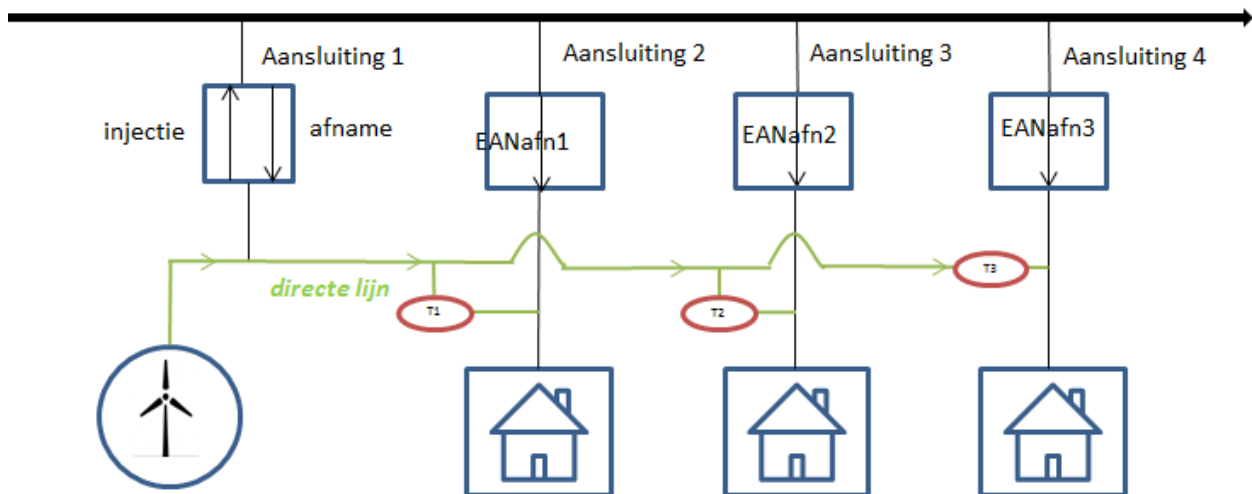 Aansluiting 1
Aansluiting 2
Aansluiting 3
Aansluiting 4
injectie
afname
EANafn1
EANafn2
EANafn3
directe lijn
T1
T2
T3